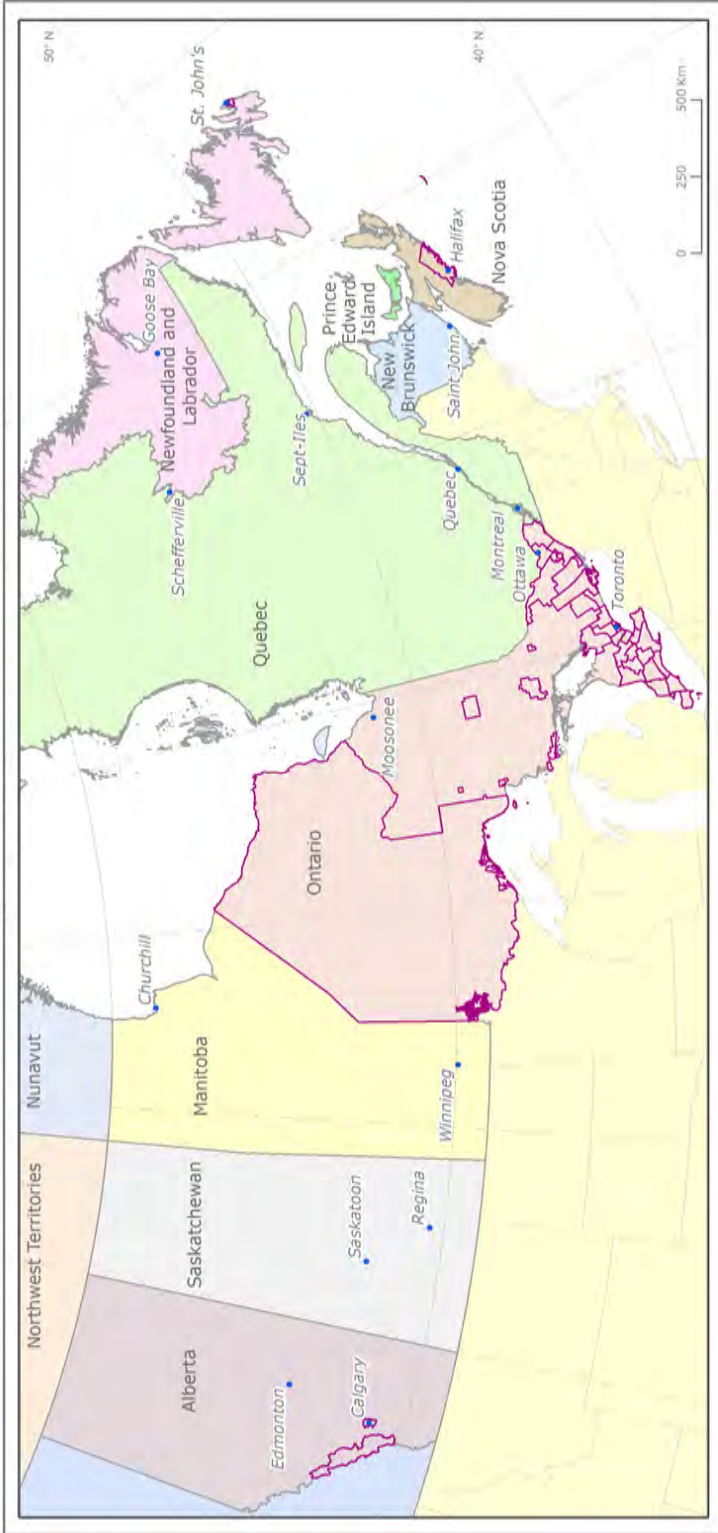 Northwest Territories
Nunavut
Alberta
Saskatchewan
Manitoba
Churchill
Edmonton
Calgary
Saskatoon
Regina
Winnipeg
Ontario
Moosonee
Quebec
Schefferville
Newfoundland and
Labrador
Goose Bay
St. John's
Sept-Iles
Prince
Edward
Island
New
Brunswick
Saint John
Halifax
Nova Scotia
Quebec
Montreal
Ottawa
Toronto
50° N
40° N
0
250
500 Km